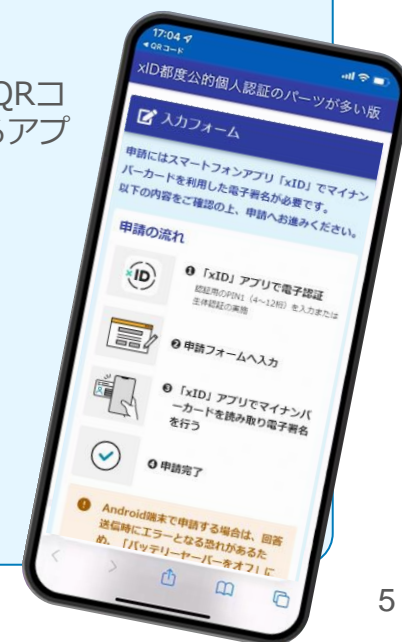 QRコ
るアプ
17:04
◀ QRコード
xID都度公的個人認証のパーツが多い版
入力フォーム
申請にはスマートフォンアプリ「xID」でマイナン
バーカードを利用した電子署名が必要です。
以下の内容をご確認の上、申請へお進みください。
申請の流れ
xID
❶ 「xID」アプリで電子認証
認証用のPIN1（4～12桁）を入力または
生体認証の実施
❷ 申請フォームへ入力
❸ 「xID」アプリでマイナンバ
ーカードを読み取り電子署名
を行う
❹ 申請完了
Android端末で申請する場合は、回答
送信時にエラーとなる恐れがあるた
め、「バッテリーセーバーをオフ」に
5